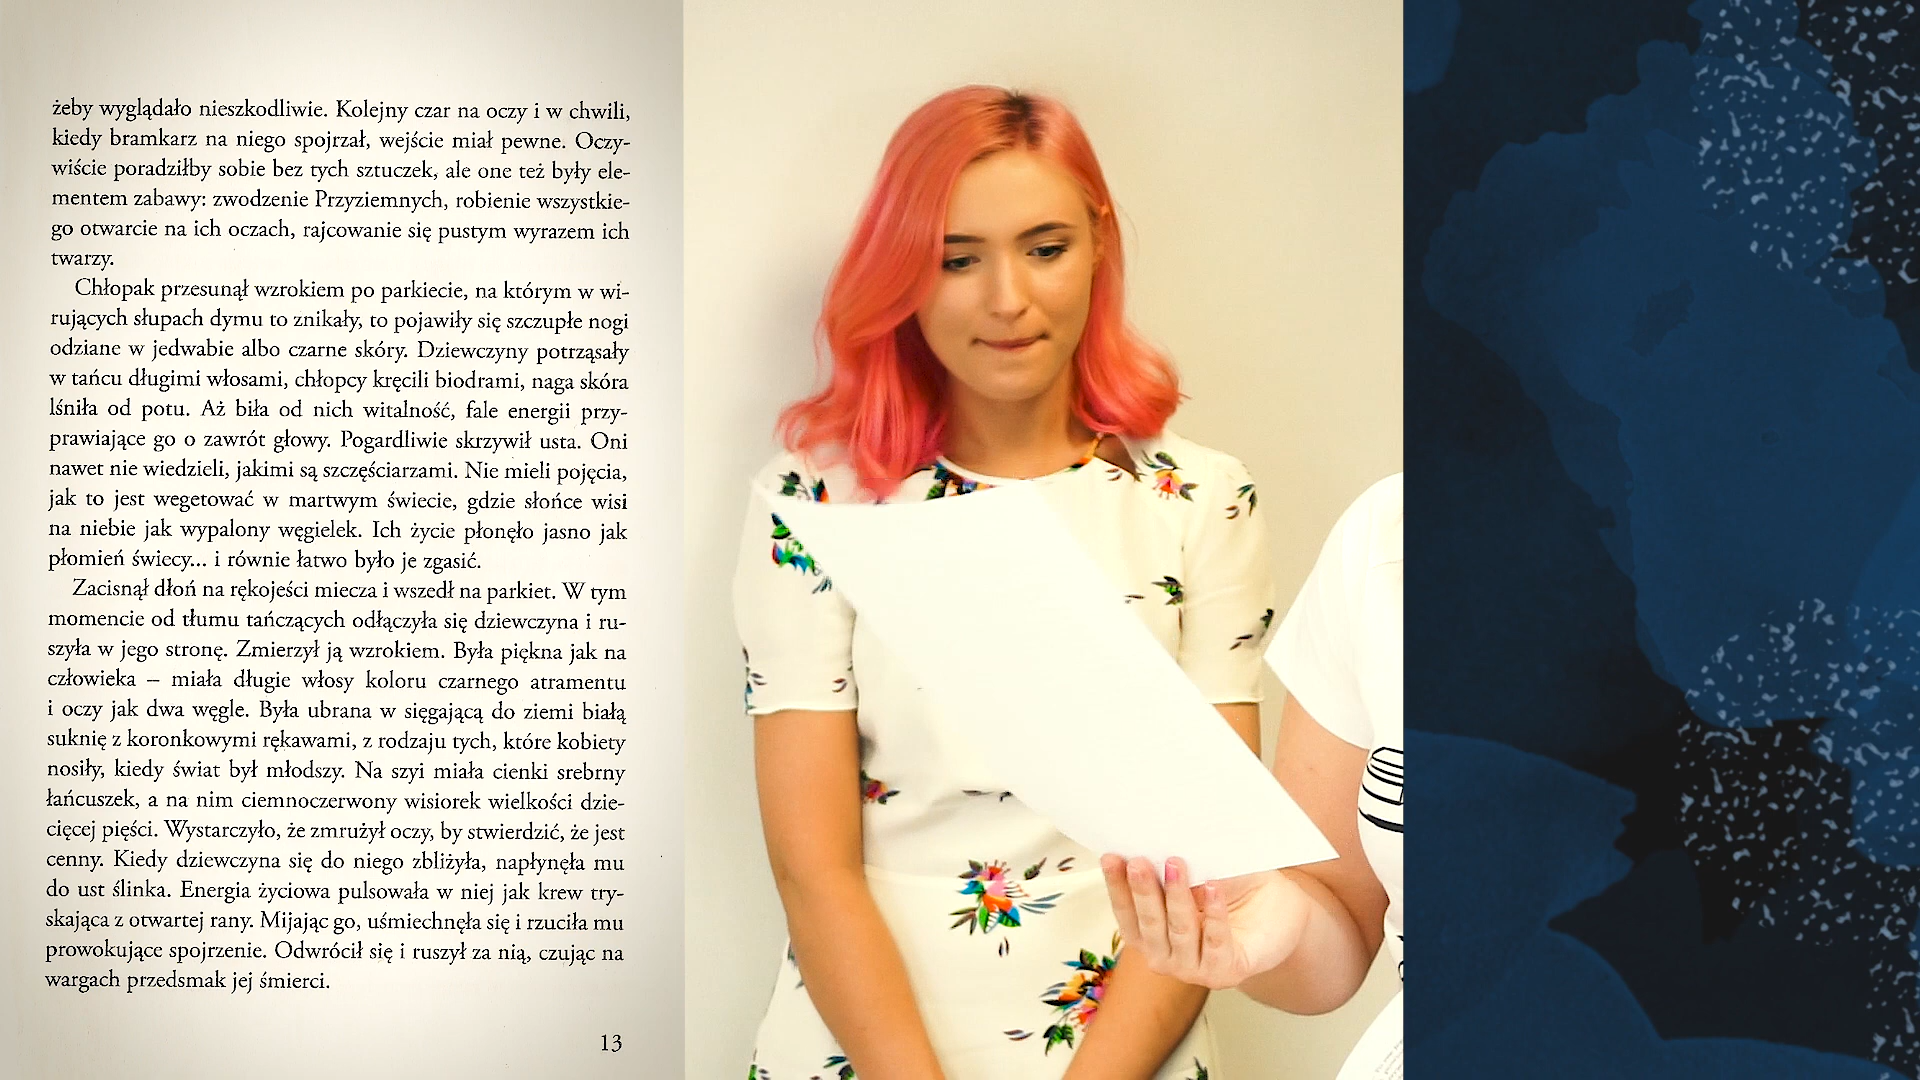 żeby wyglądało nieszkodliwie. Kolejny czar na oczy i w chwili,
kiedy bramkarz na niego spojrzał, wejście miał pewne. Oczy-
wiście poradziłby sobie bez tych sztuczek, ale one też były ele-
mentem zabawy: zwodzenie Przyziemnych, robienie wszystkie-
go otwarcie na ich oczach, rajcowanie się pustym wyrazem ich
twarzy.
Chłopak przesunął wzrokiem po parkiecie, na którym w wi-
rujących słupach dymu to znikały, to pojawiły się szczupłe nogi
odziane w jedwabie albo czarne skóry. Dziewczyny potrząsały
w tańcu długimi włosami, chłopcy kręcili biodrami, naga skóra
lśniła od potu. Aż biła od nich witalność, fale energii przy-
prawiające go o zawrót głowy. Pogardliwie skrzywił usta. Oni
nawet nie wiedzieli, jakimi są szczęściarzami. Nie mieli pojęcia,
jak to jest wegetować w martwym świecie, gdzie słońce wisi
na niebie jak wypalony węgielek. Ich życie płonęło jasno jak
płomień świecy... i równie łatwo było je zgasić.
Zacisnął dłoń na rękojeści miecza i wszedł na parkiet. W tym
momencie od tłumu tańczących odłączyła się dziewczyna i ru-
szyła w jego stronę. Zmierzył ją wzrokiem. Była piękna jak na
człowieka – miała długie włosy koloru czarnego atramentu
i oczy jak dwa węgle. Była ubrana w sięgającą do ziemi białą
suknię z koronkowymi rękawami, z rodzaju tych, które kobiety
nosiły, kiedy świat był młodszy. Na szyi miała cienki srebrny
łańcuszek, a na nim ciemnoczerwony wisiorek wielkości dzie-
cięcej pięści. Wystarczyło, że zmrużył oczy, by stwierdzić, że jest
cenny. Kiedy dziewczyna się do niego zbliżyła, napłynęła mu
do ust ślinka. Energia życiowa pulsowała w niej jak krew try-
skająca z otwartej rany. Mijając go, uśmiechnęła się i rzuciła mu
prowokujące spojrzenie. Odwrócił się i ruszył za nią, czując na
wargach przedsmak jej śmierci.
13